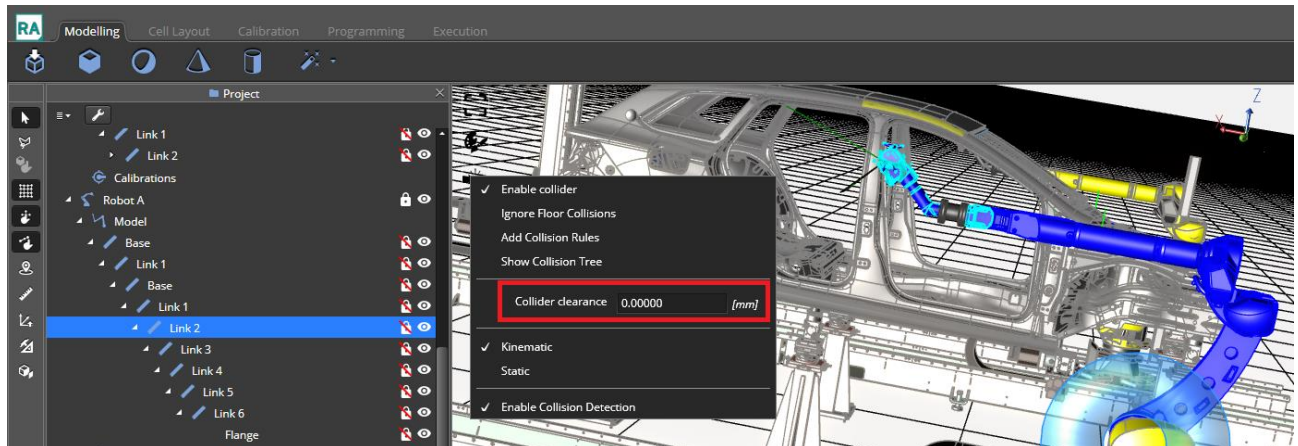 RA
Modelling Cell Layout Calibration Programming Execution
Project
Link 1
Link 2
Calibrations
Robot A
Model
Base
Link 1
Base
Link 1
Link 2
Link 3
Link 4
Link 5
Link 6
Flange
Enable collider
Ignore Floor Collisions
Add Collision Rules
Show Collision Tree
Collider clearance 0.00000 [mm]
Kinematic
Static
Enable Collision Detection
Z
X